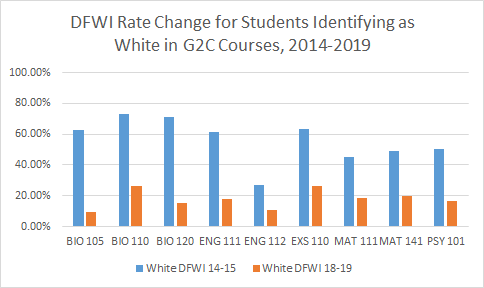 DFWI Rate Change for Students Identifying as
White in G2C Courses, 2014-2019
100.00%
80.00%
60.00%
40.00%
20.00%
0.00%
BIO 105 BIO 110 BIO 120 ENG 111 ENG 112 EXS 110 MAT 111 MAT 141 PSY 101
White DFWI 14-15 White DFWI 18-19